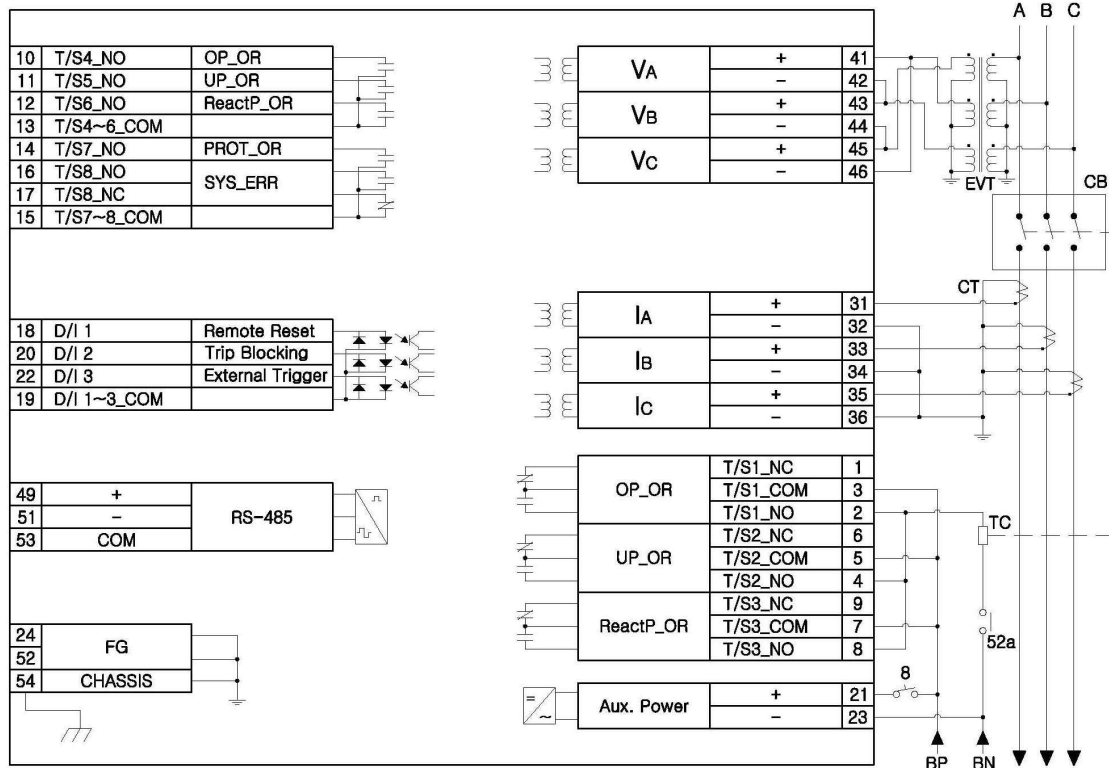 A B C
10 T/S4_NO OP_OR
11 T/S5_NO UP_OR
12 T/S6_NO ReactP_OR
13 T/S4~6_COM
14 T/S7_NO PROT_OR
16 T/S8_NO SYS_ERR
17 T/S8_NC
15 T/S7~8_COM
VA + 41
− 42
VB + 43
− 44
VC + 45
− 46
EVT
CB
CT
18 D/I 1 Remote Reset
20 D/I 2 Trip Blocking
22 D/I 3 External Trigger
19 D/I 1~3_COM
IA + 31
− 32
IB + 33
− 34
IC + 35
− 36
49 +
51 − RS-485
53 COM
OP_OR T/S1_NC 1
T/S1_COM 3
T/S1_NO 2
UP_OR T/S2_NC 6
T/S2_COM 5
T/S2_NO 4
ReactP_OR T/S3_NC 9
T/S3_COM 7
T/S3_NO 8
TC
52a
24 FG
52
54 CHASSIS
= ~
Aux. Power + 21
− 23
8
BP BN